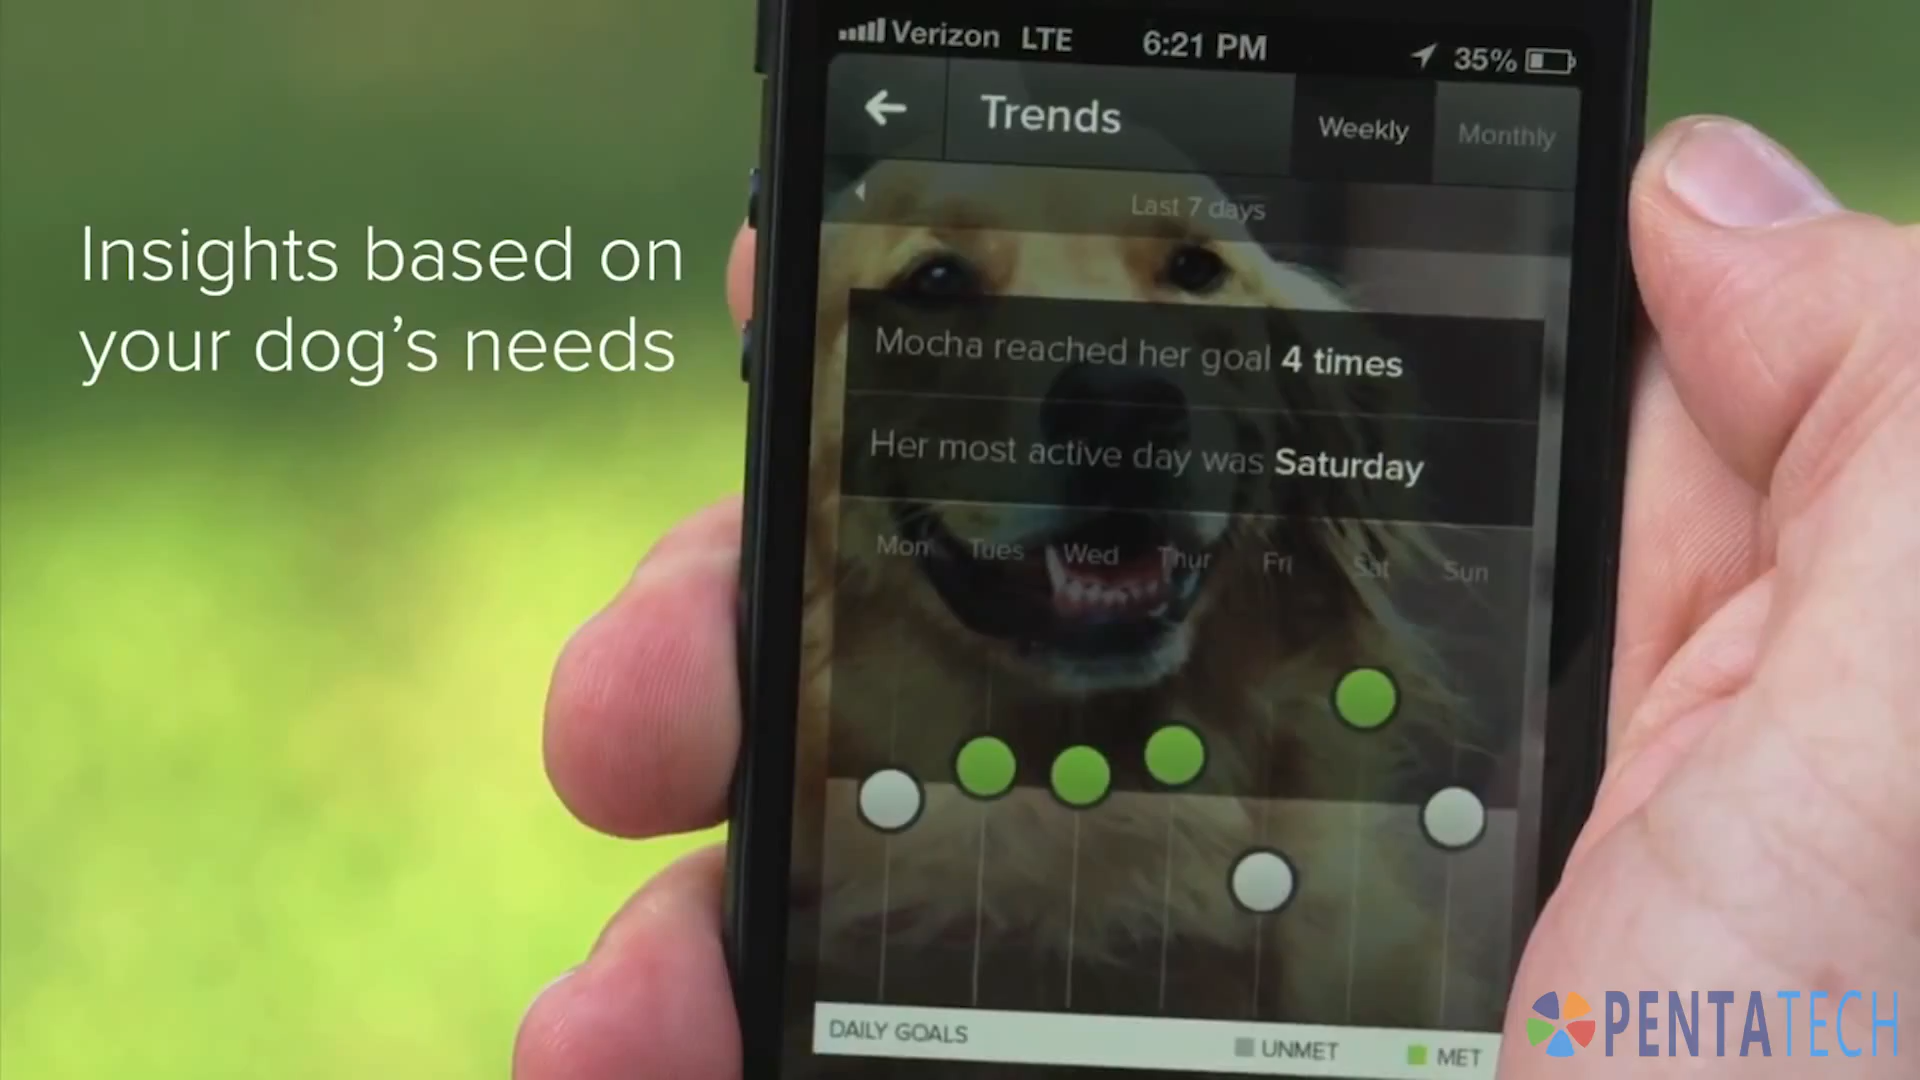 Verizon LTE 6:21 PM 35%
Trends Weekly Monthly
Last 7 days
Insights based on
your dog's needs
Mocha reached her goal 4 times
Her most active day was Saturday
Mon Tues Wed Thur Fri Sat Sun
DAILY GOALS UNMET MET
PENTATECH